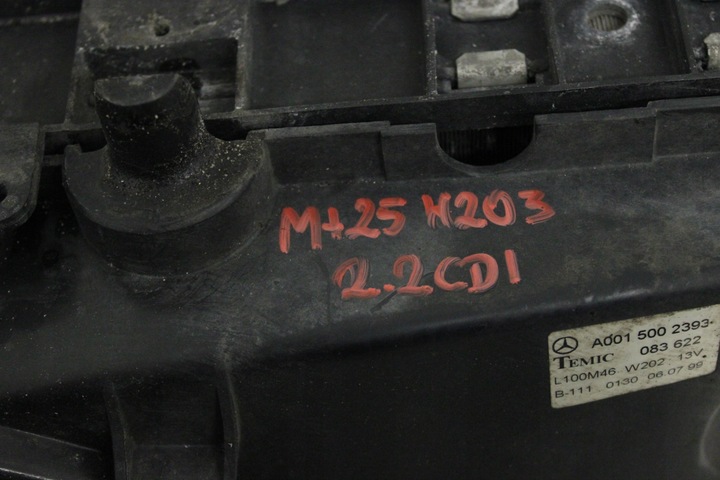 M+25 W203
2.2CDI
A001 500 2393
TEMIC 083 622
L100M46 W202 13V
B-111 0130 06.07 99